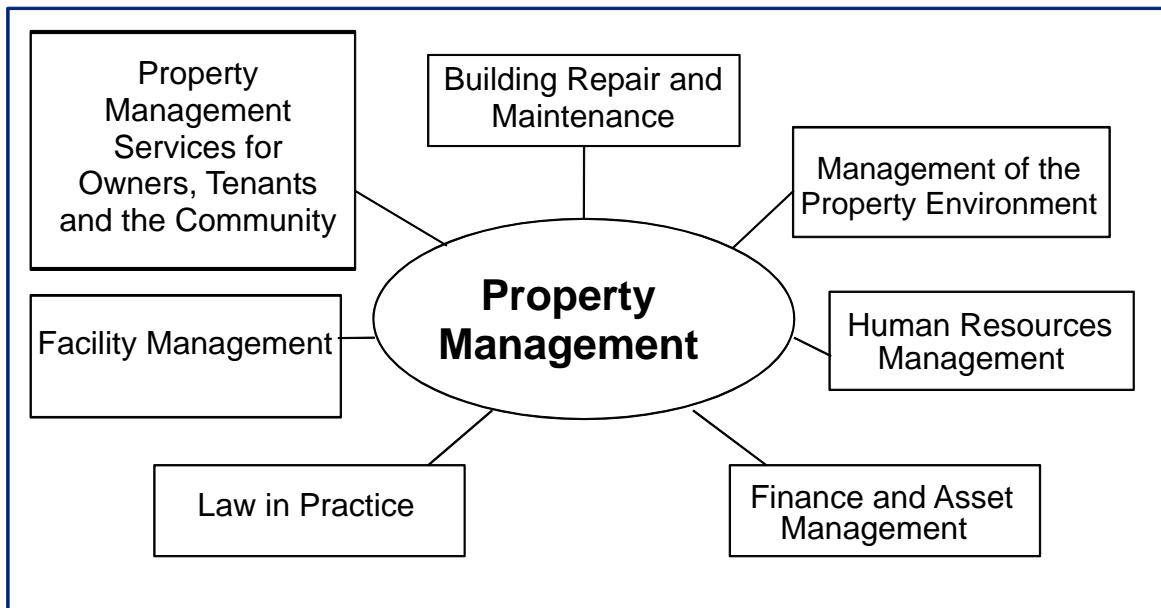 Property
Management
Services for
Owners, Tenants
and the Community
Building Repair and
Maintenance
Management of the
Property Environment
Property
Management
Facility Management
Human Resources
Management
Law in Practice
Finance and Asset
Management